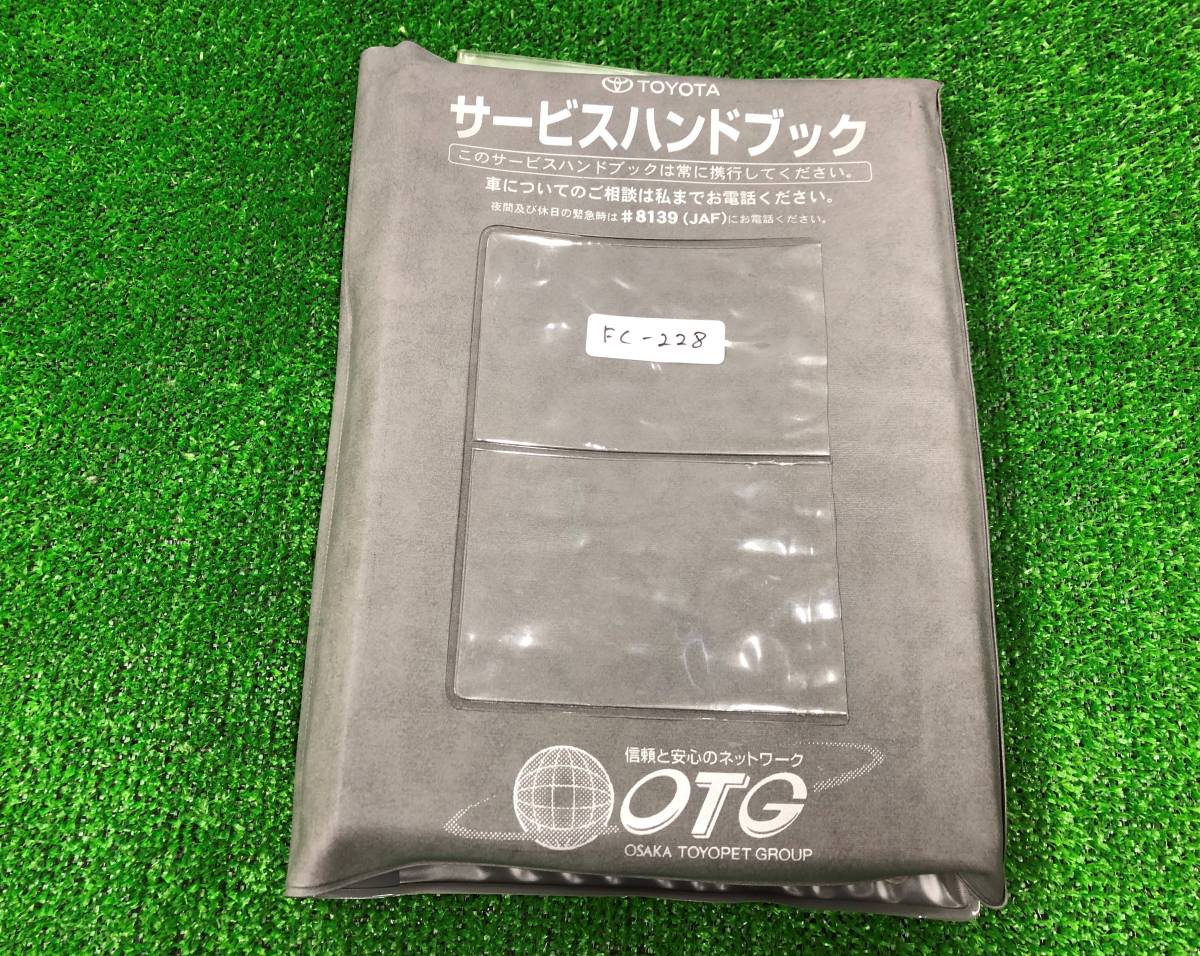 TOYOTA
サービスハンドブック
このサービスハンドブックは常に携行してください。
車についてのご相談は私までお電話ください。
夜間及び休日の緊急時は♯8139(JAF)にお電話ください。
FC-228
信頼と安心のネットワーク
OTG
OSAKA TOYOPET GROUP